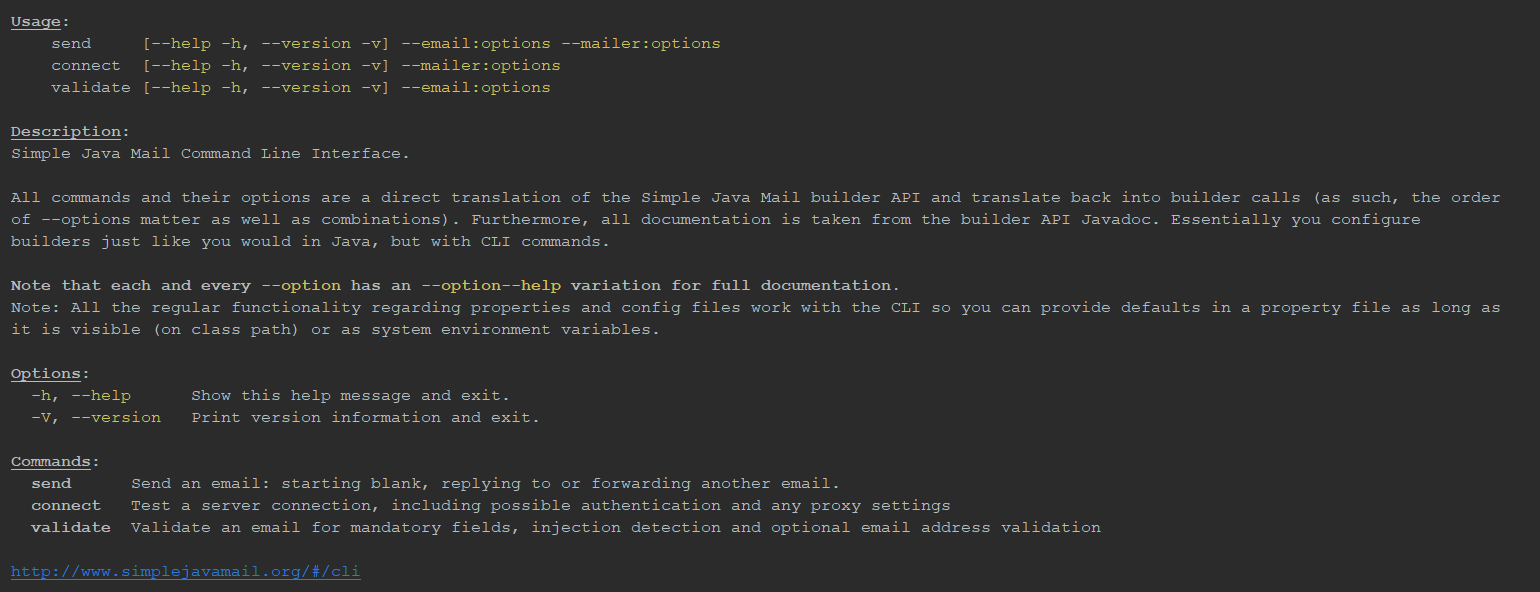 Usage:
send [--help -h, --version -v] --email:options --mailer:options
connect [--help -h, --version -v] --mailer:options
validate [--help -h, --version -v] --email:options
Description:
Simple Java Mail Command Line Interface.
All commands and their options are a direct translation of the Simple Java Mail builder API and translate back into builder calls (as such, the order
of --options matter as well as combinations). Furthermore, all documentation is taken from the builder API Javadoc. Essentially you configure
builders just like you would in Java, but with CLI commands.
Note that each and every --option has an --option--help variation for full documentation.
Note: All the regular functionality regarding properties and config files work with the CLI so you can provide defaults in a property file as long as
it is visible (on class path) or as system environment variables.
Options:
-h, --help Show this help message and exit.
-V, --version Print version information and exit.
Commands:
send Send an email: starting blank, replying to or forwarding another email.
connect Test a server connection, including possible authentication and any proxy settings
validate Validate an email for mandatory fields, injection detection and optional email address validation
http://www.simplejavamail.org/#/cli